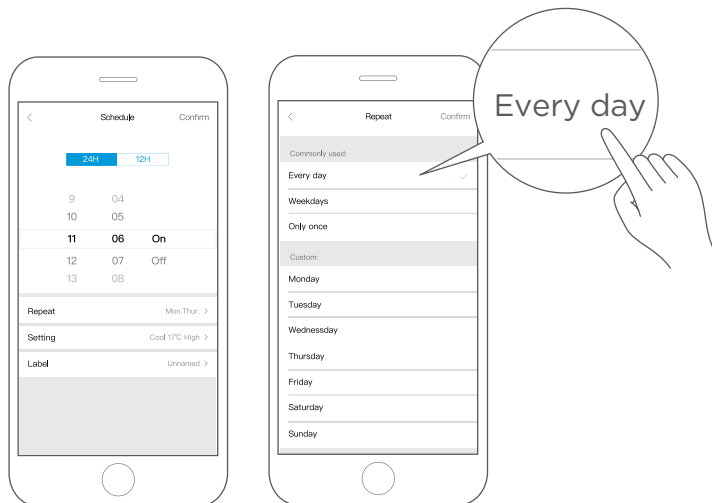 < Schedule Confirm
24H 12H
9 04
10 05
11 06 On
12 07 Off
13 08
Repeat Mon.Thur. >
Setting Cool 17℃ High >
Label Unnamed >
< Repeat Confirm
Commonly used:
Every day
Weekdays
Only once
Custom:
Monday
Tuesday
Wednessday
Thursday
Friday
Saturday
Sunday
Every day